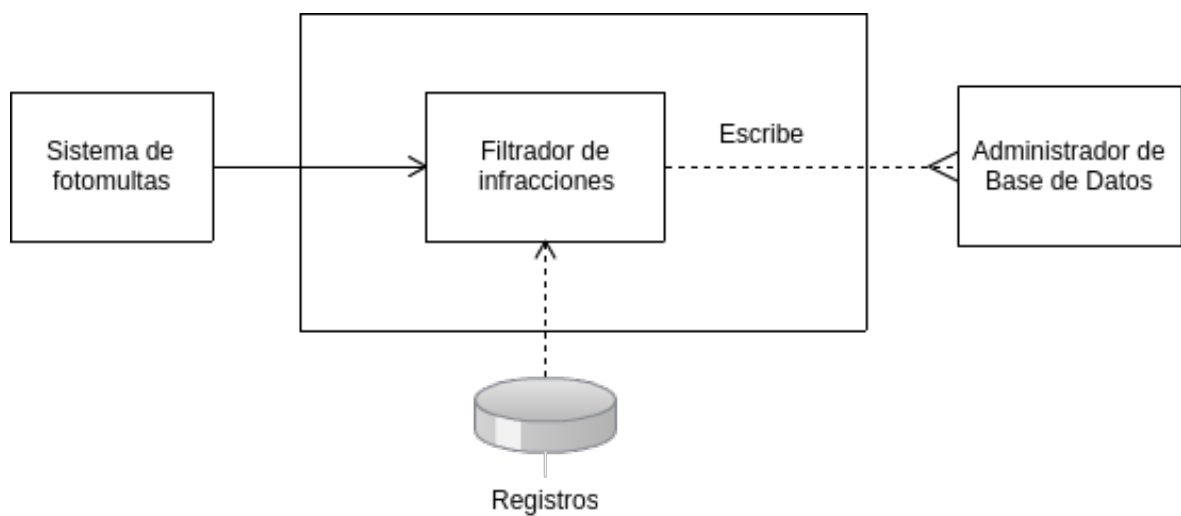 Sistema de
fotomultas
Filtrador de
infracciones
Escribe
Administrador de
Base de Datos
Registros